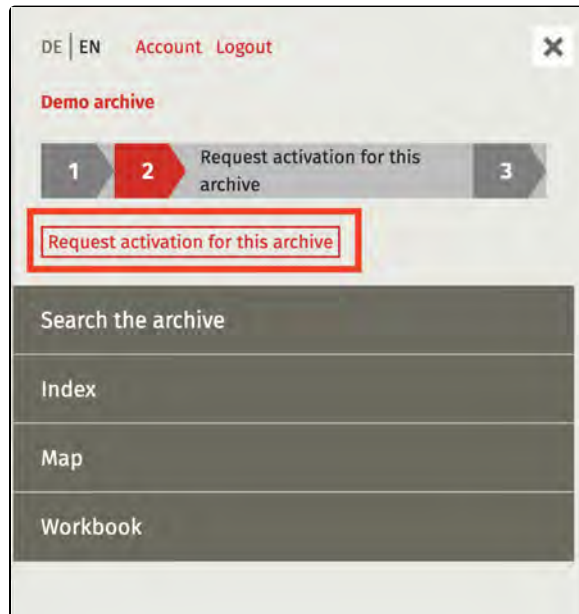 DE | EN Account Logout
Demo archive
1 2 Request activation for this
archive 3
Request activation for this archive
Search the archive
Index
Map
Workbook